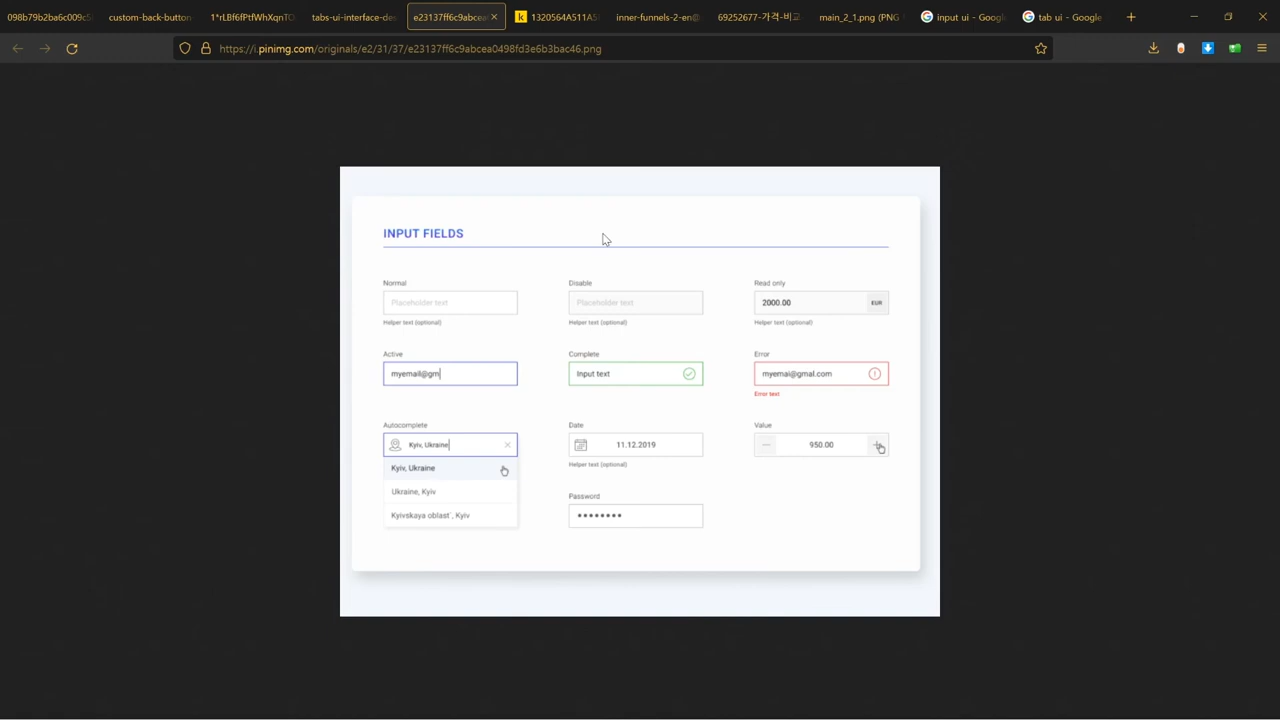 098b79b2ba6c009c5
custom-back-button
tabs-ui-interface-des
e23137ff6c9abcea
1320564A511A5
inner-funnels-2-en@
69252677-가격-비교
main_2_1.png (PNG
input ui - Googl
tab ui - Google
https://i.pinimg.com/originals/e2/31/37/e23137ff6c9abcea0498fd3e6b3bac46.png
INPUT FIELDS
Normal
Disable
Read only
Placeholder text
Placeholder text
2000.00
EUR
Helper text (optional)
Helper text (optional)
Helper text (optional)
Active
Complete
Error
myemail@gm
Input text
myemai@gmal.com
Error text
Autocomplete
Date
Value
Kyiv, Ukraine
11.12.2019
950.00
Kyiv, Ukraine
Helper text (optional)
Ukraine, Kyiv
Password
Kyivskaya oblast`, Kyiv